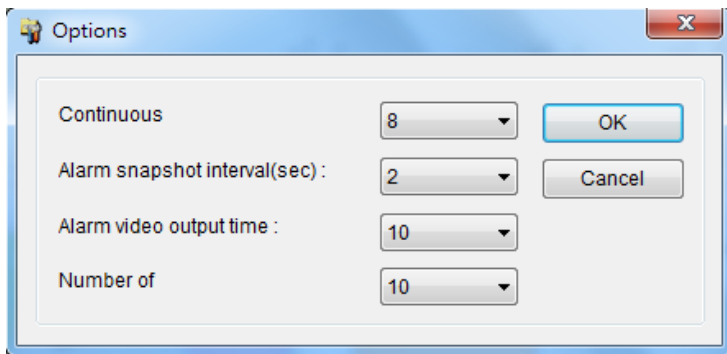 Options
Continuous 8 OK
Alarm snapshot interval(sec) : 2 Cancel
Alarm video output time : 10
Number of 10